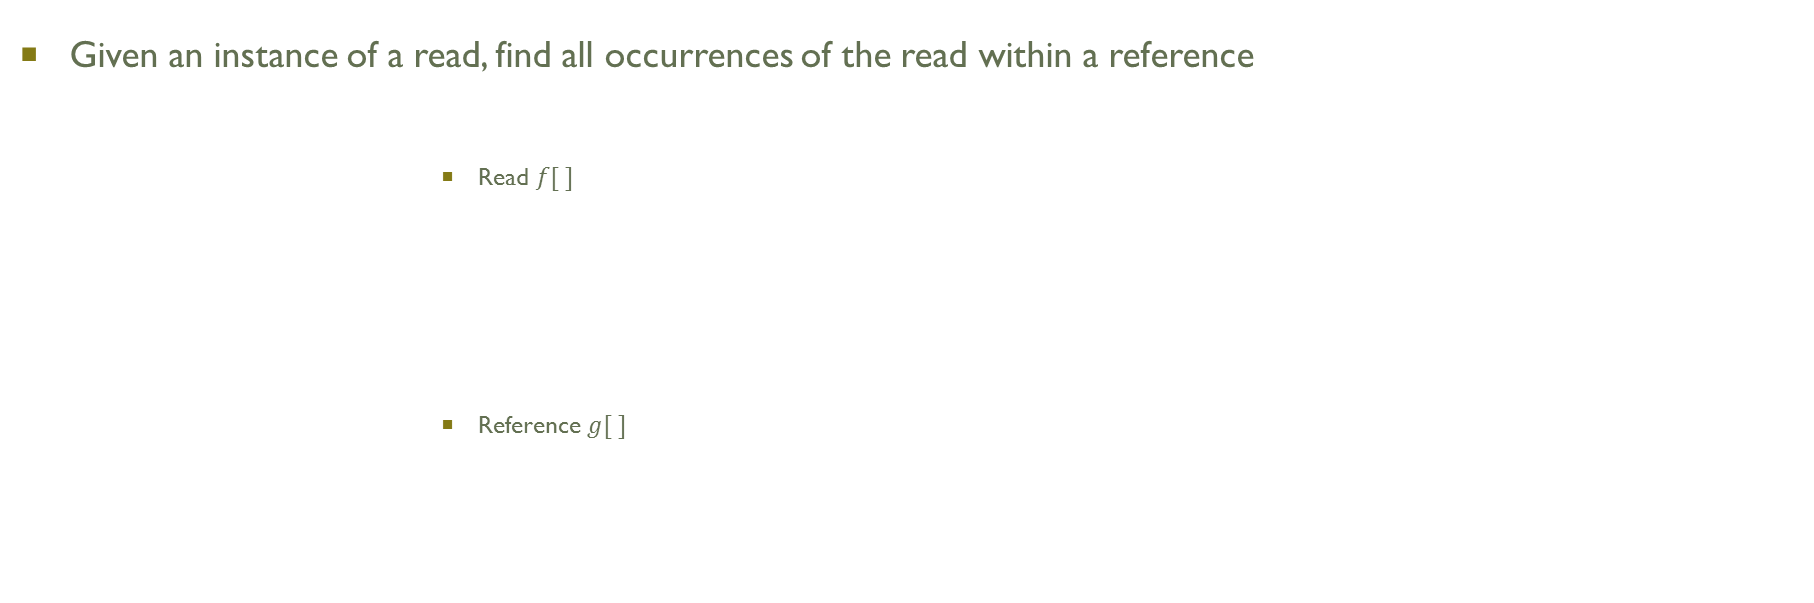 ▪ Given an instance of a read, find all occurrences of the read within a reference
▪ Read f[ ]
▪ Reference g[ ]